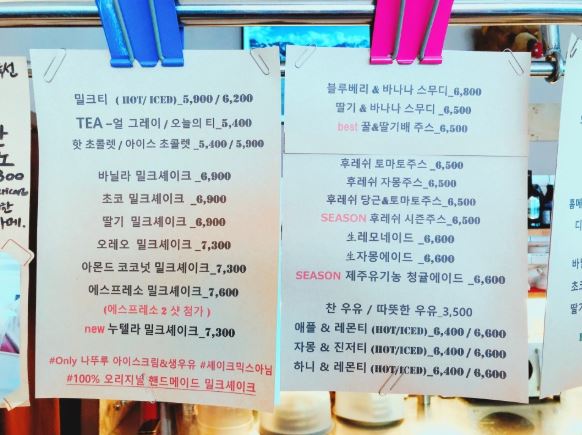 밀크티 ( HOT/ ICED)_5,900 / 6,200
TEA –얼 그레이 / 오늘의 티_5,400
핫 초콜렛 / 아이스 초콜렛_5,400 / 5,900
바닐라 밀크셰이크 _6,900
초코 밀크셰이크 _6,900
딸기 밀크셰이크 _6,900
오레오 밀크셰이크 _7,300
아몬드 코코넛 밀크셰이크_7,300
에스프레소 밀크셰이크_7,600
(에스프레소 2 샷 첨가 )
new 누텔라 밀크셰이크_7,300
#Only 나뚜루 아이스크림&생우유 #셰이크믹스아님
#100% 오리지널 핸드메이드 밀크셰이크
블루베리 & 바나나 스무디_6,800
딸기 & 바나나 스무디_6,500
best 꿀&딸기배 주스_6,500
후레쉬 토마토주스_6,500
후레쉬 자몽주스_6,500
후레쉬 당근&토마토주스_6,500
SEASON 후레쉬 시즌주스_6,500
生레모네이드 _6,600
生자몽에이드 _6,600
SEASON 제주유기농 청귤에이드 _6,600
찬 우유 / 따뜻한 우유_3,500
애플 & 레몬티 (HOT/ICED)_6,400 / 6,600
자몽 & 진저티 (HOT/ICED)_6,400 / 6,600
하니 & 레몬티 (HOT/ICED)_6,400 / 6,600